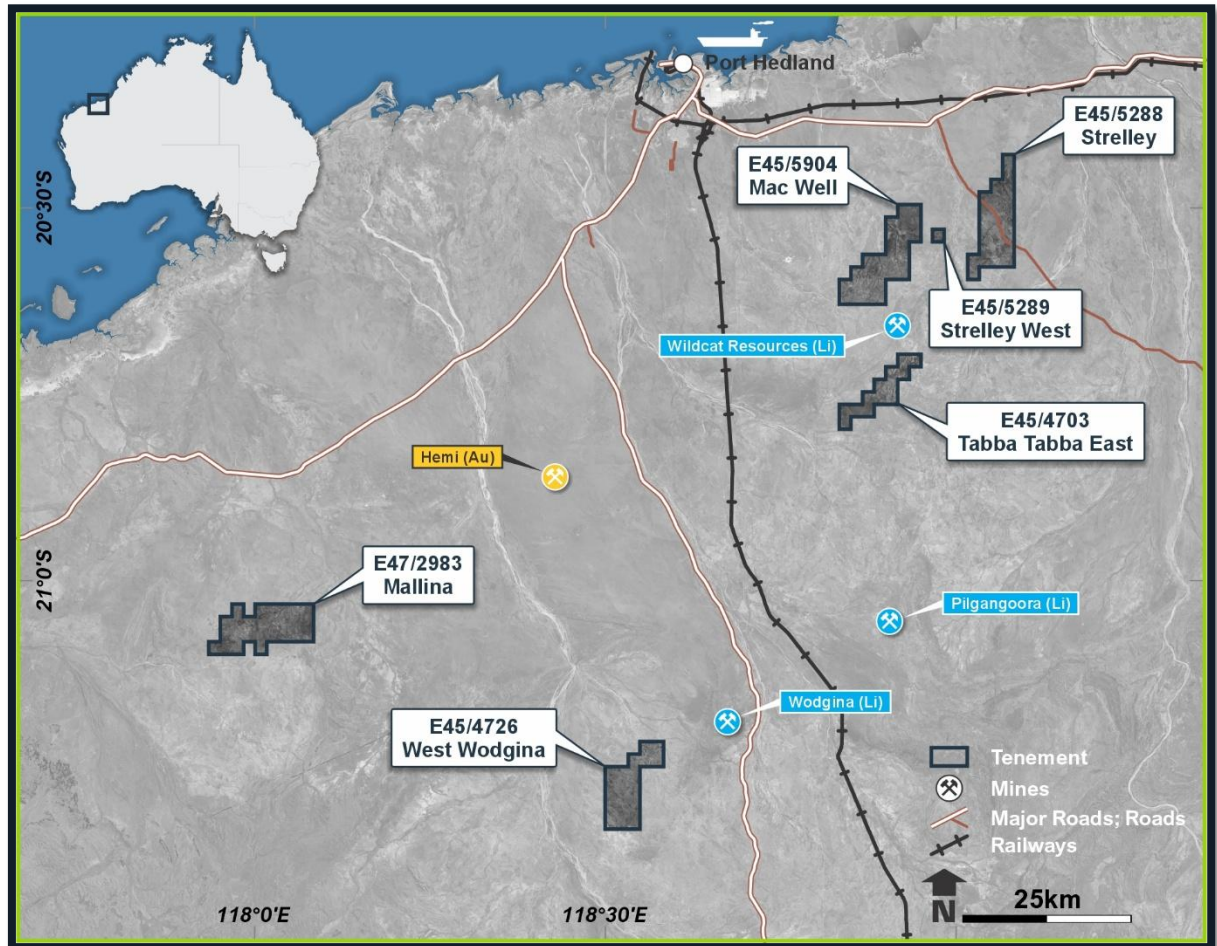 Port Hedland
E45/5288
Strelley
E45/5904
Mac Well
20°30'S
E45/5289
Strelley West
Wildcat Resources (Li)
E45/4703
Tabba Tabba East
Hemi (Au)
E47/2983
Mallina
21°0'S
Pilgangoora (Li)
Wodgina (Li)
E45/4726
West Wodgina
Tenement
Mines
Major Roads; Roads
Railways
118°0'E
118°30'E
N
25km